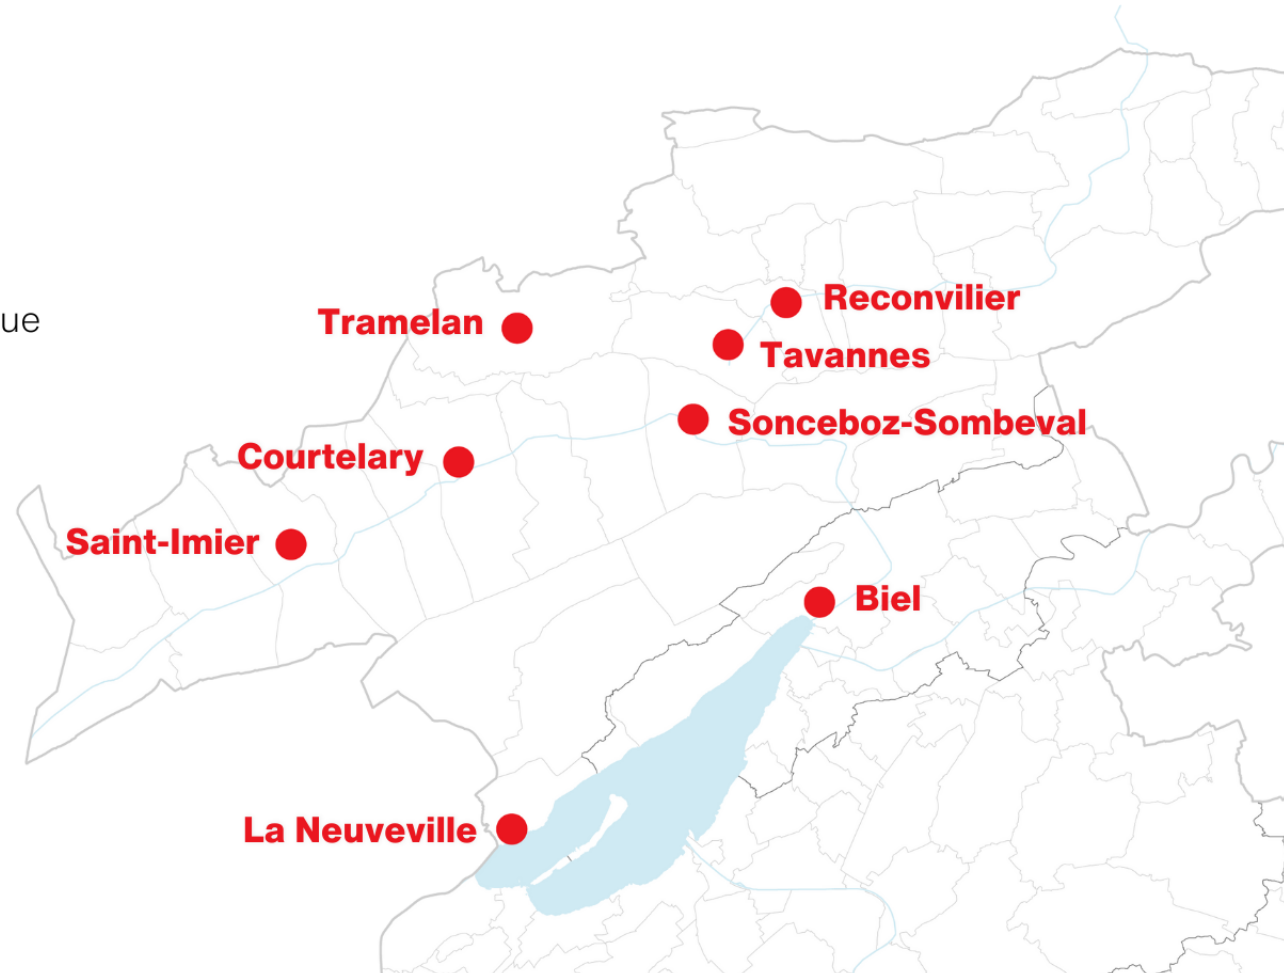 Reconvilier
ue
Tramelan
Tavannes
Sonceboz-Sombeval
Courtelary
Saint-Imier
Biel
La Neuveville